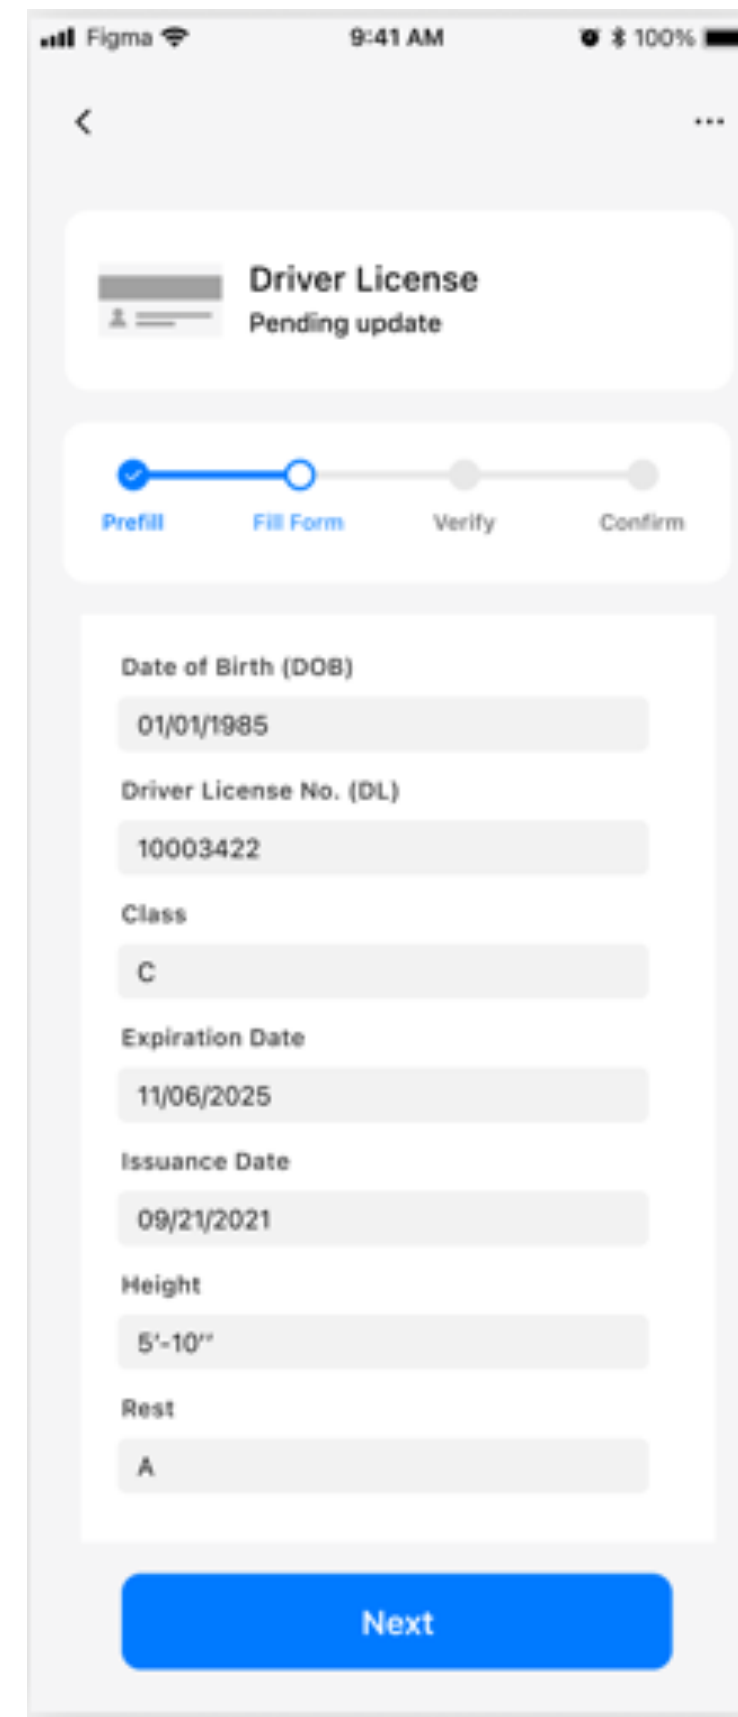 Figma 9:41 AM 100%
...
Driver License
Pending update
Prefill Fill Form Verify Confirm
Date of Birth (DOB)
01/01/1985
Driver License No. (DL)
10003422
Class
C
Expiration Date
11/06/2025
Issuance Date
09/21/2021
Height
5'-10''
Rest
A
Next